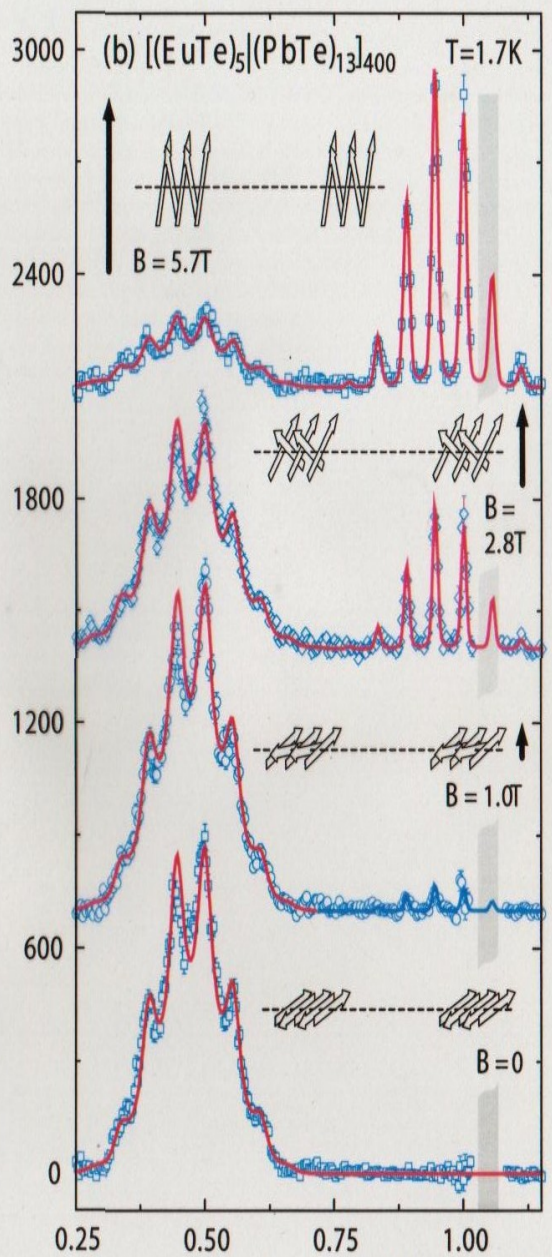 3000
(b) [(EuTe)5|(PbTe)13]400
T=1.7K
B = 5.7T
2400
1800
B =
2.8T
1200
B = 1.0T
600
B = 0
0
0.25
0.50
0.75
1.00